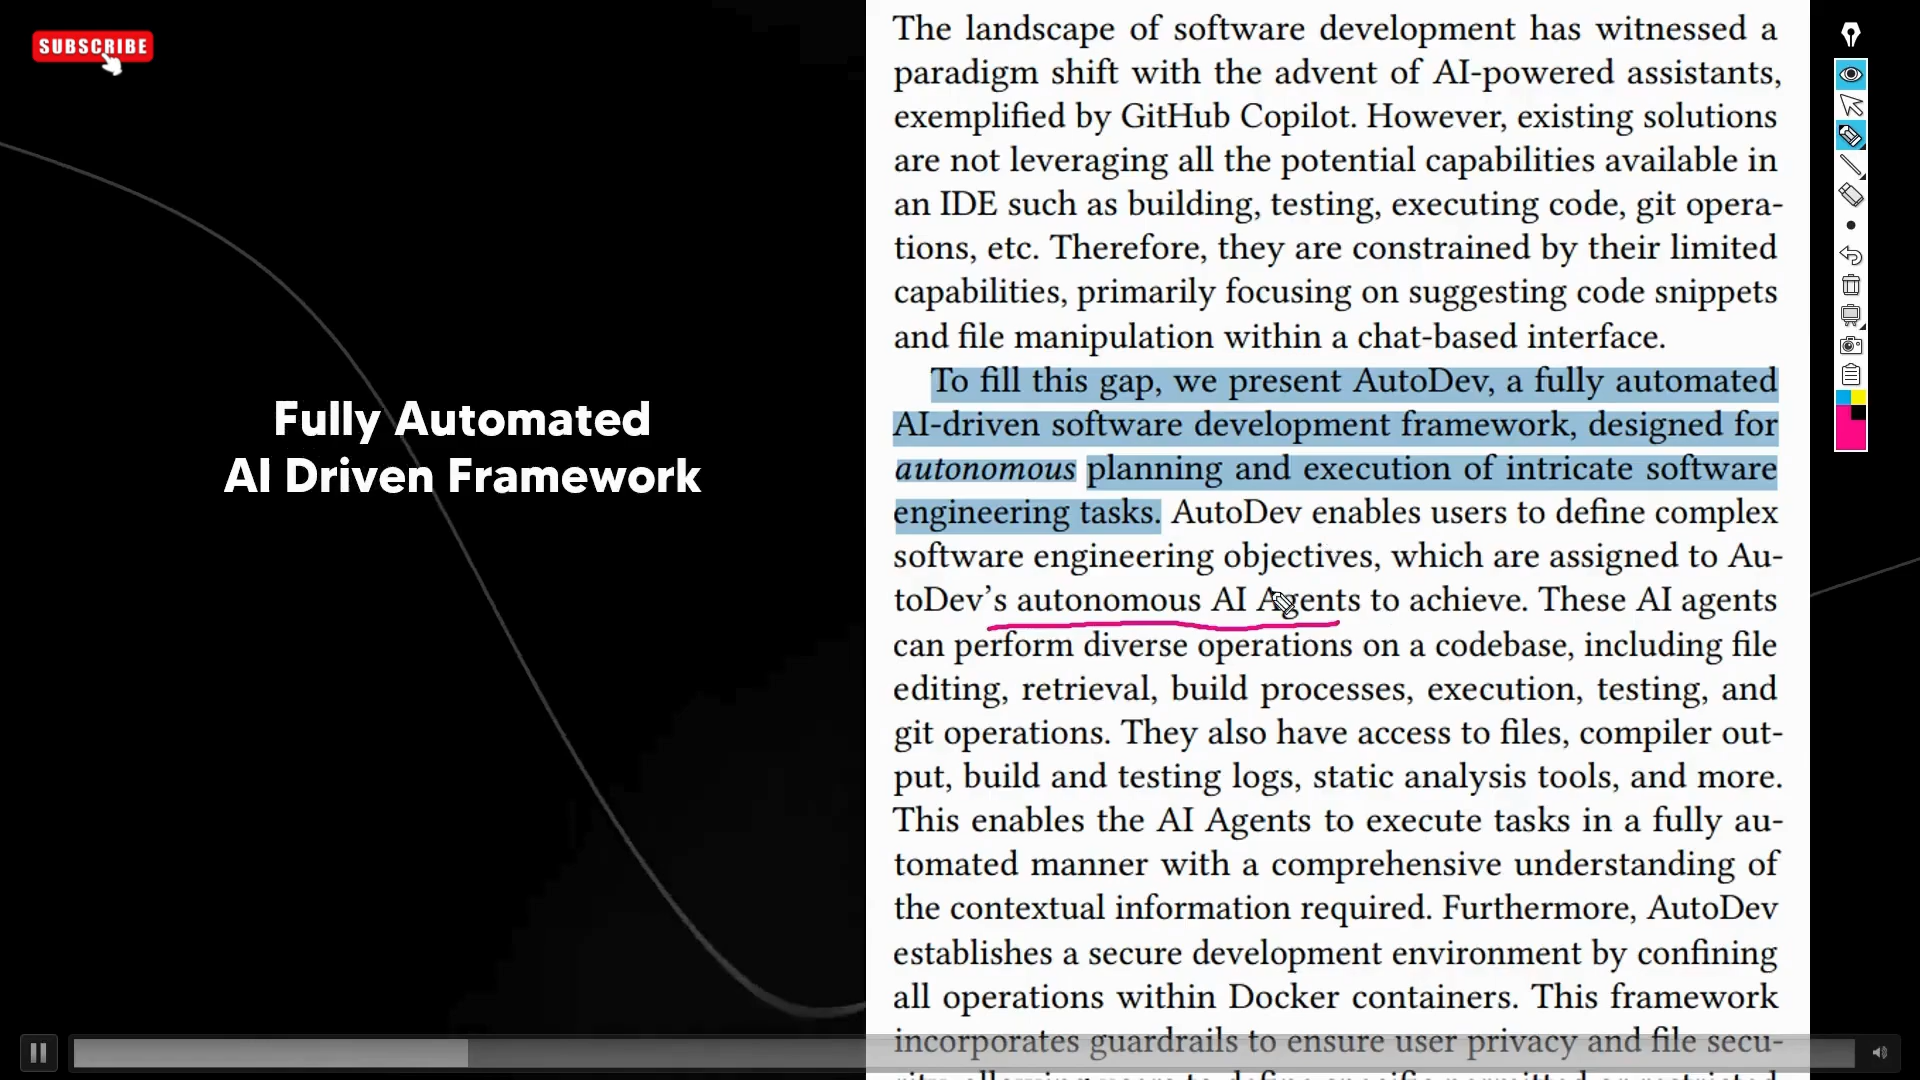 SUBSCRIBE
Fully Automated
AI Driven Framework
The landscape of software development has witnessed a
paradigm shift with the advent of AI-powered assistants,
exemplified by GitHub Copilot. However, existing solutions
are not leveraging all the potential capabilities available in
an IDE such as building, testing, executing code, git opera-
tions, etc. Therefore, they are constrained by their limited
capabilities, primarily focusing on suggesting code snippets
and file manipulation within a chat-based interface.
To fill this gap, we present AutoDev, a fully automated
AI-driven software development framework, designed for
autonomous planning and execution of intricate software
engineering tasks. AutoDev enables users to define complex
software engineering objectives, which are assigned to Au-
toDev’s autonomous AI Agents to achieve. These AI agents
can perform diverse operations on a codebase, including file
editing, retrieval, build processes, execution, testing, and
git operations. They also have access to files, compiler out-
put, build and testing logs, static analysis tools, and more.
This enables the AI Agents to execute tasks in a fully au-
tomated manner with a comprehensive understanding of
the contextual information required. Furthermore, AutoDev
establishes a secure development environment by confining
all operations within Docker containers. This framework
incorporates guardrails to ensure user privacy and file secu-